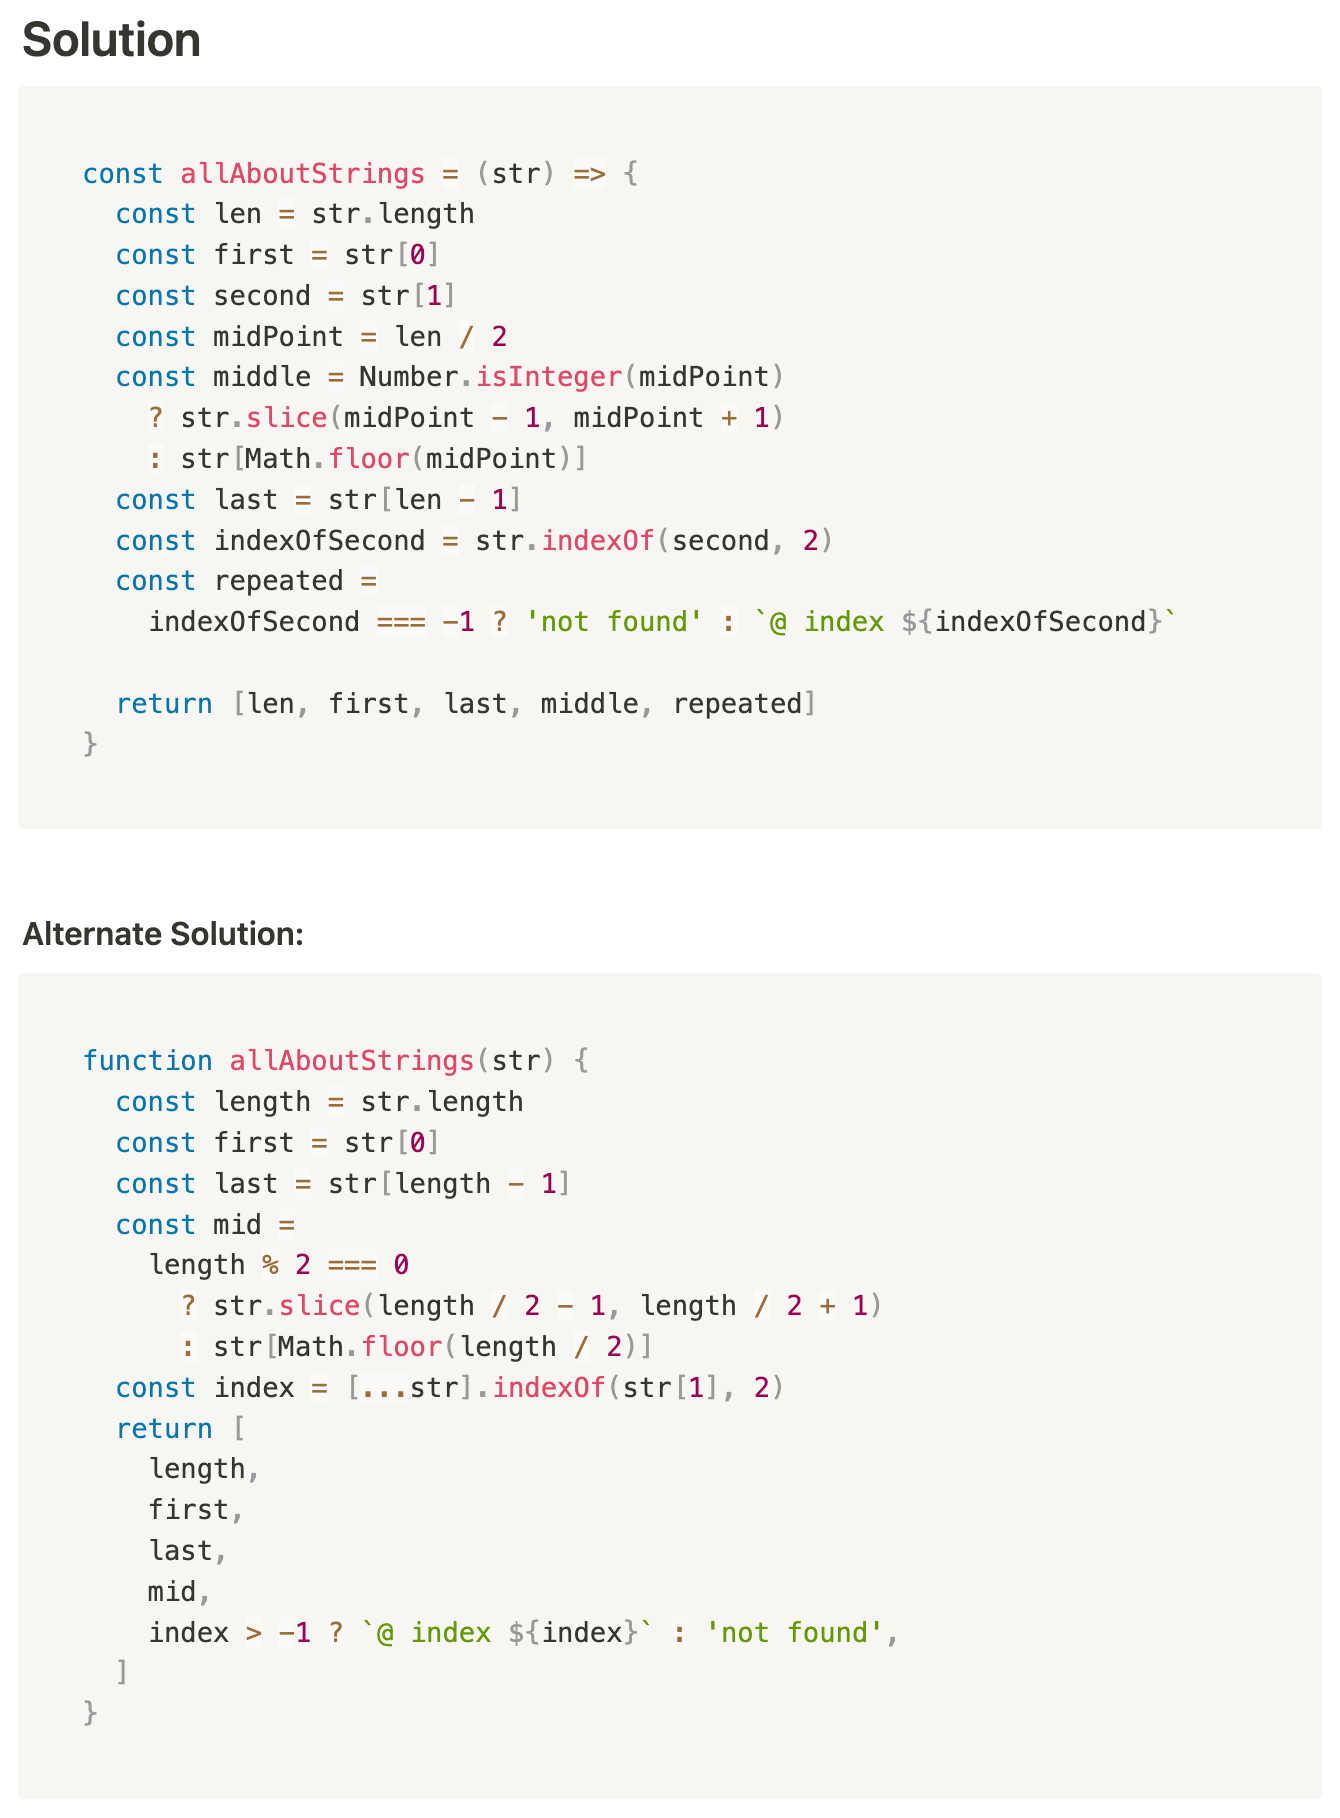 Solution
const allAboutStrings = (str) => {
  const len = str.length
  const first = str[0]
  const second = str[1]
  const midPoint = len / 2
  const middle = Number.isInteger(midPoint)
    ? str.slice(midPoint - 1, midPoint + 1)
    : str[Math.floor(midPoint)]
  const last = str[len - 1]
  const indexOfSecond = str.indexOf(second, 2)
  const repeated =
    indexOfSecond === -1 ? 'not found' : `@ index ${indexOfSecond}`

  return [len, first, last, middle, repeated]
}
Alternate Solution:
function allAboutStrings(str) {
  const length = str.length
  const first = str[0]
  const last = str[length - 1]
  const mid =
    length % 2 === 0
      ? str.slice(length / 2 - 1, length / 2 + 1)
      : str[Math.floor(length / 2)]
  const index = [...str].indexOf(str[1], 2)
  return [
    length,
    first,
    last,
    mid,
    index > -1 ? `@ index ${index}` : 'not found',
  ]
}